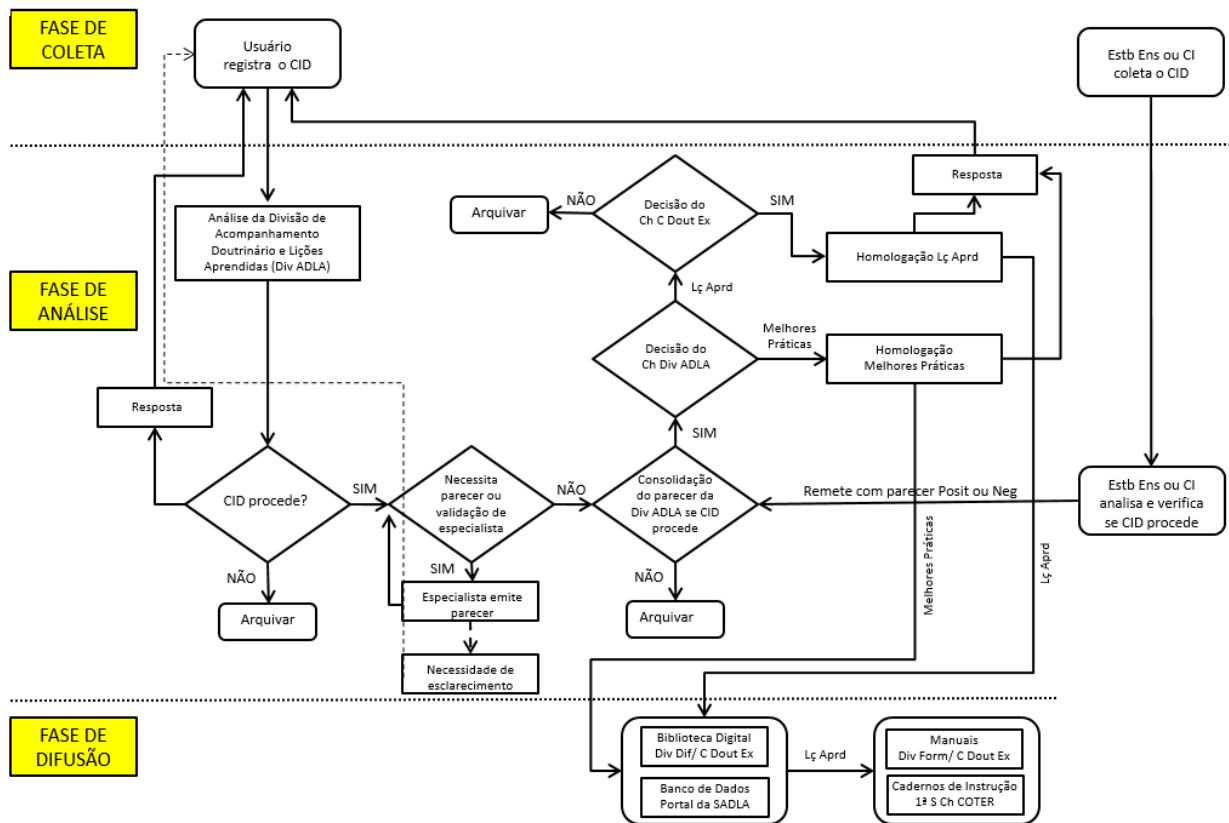 FASE DE
COLETA
Usuário
registra o CID
Estb Ens ou CI
coleta o CID
FASE DE
ANÁLISE
Análise da Divisão de
Acompanhamento
Doutrinário e Lições
Aprendidas (Div ADLA)
Arquivar
NÃO
Decisão do
Ch C Dout Ex
SIM
Resposta
Homologação Lç Aprd
Lç Aprd
Decisão do
Ch Div ADLA
Melhores
Práticas
Homologação
Melhores Práticas
Resposta
SIM
CID procede?
SIM
Necessita
parecer ou
validação de
especialista
NÃO
Consolidação
do parecer da
Div ADLA se CID
procede
Remete com parecer Posit ou Neg
Estb Ens ou CI
analisa e verifica
se CID procede
NÃO
Arquivar
SIM
Especialista emite
parecer
Necessidade de
esclarecimento
NÃO
Arquivar
Melhores Práticas
Lç Aprd
FASE DE
DIFUSÃO
Biblioteca Digital
Div Dif/ C Dout Ex
Banco de Dados
Portal da SADLA
Lç Aprd
Manuais
Div Form/ C Dout Ex
Cadernos de Instrução
1ª S Ch COTER